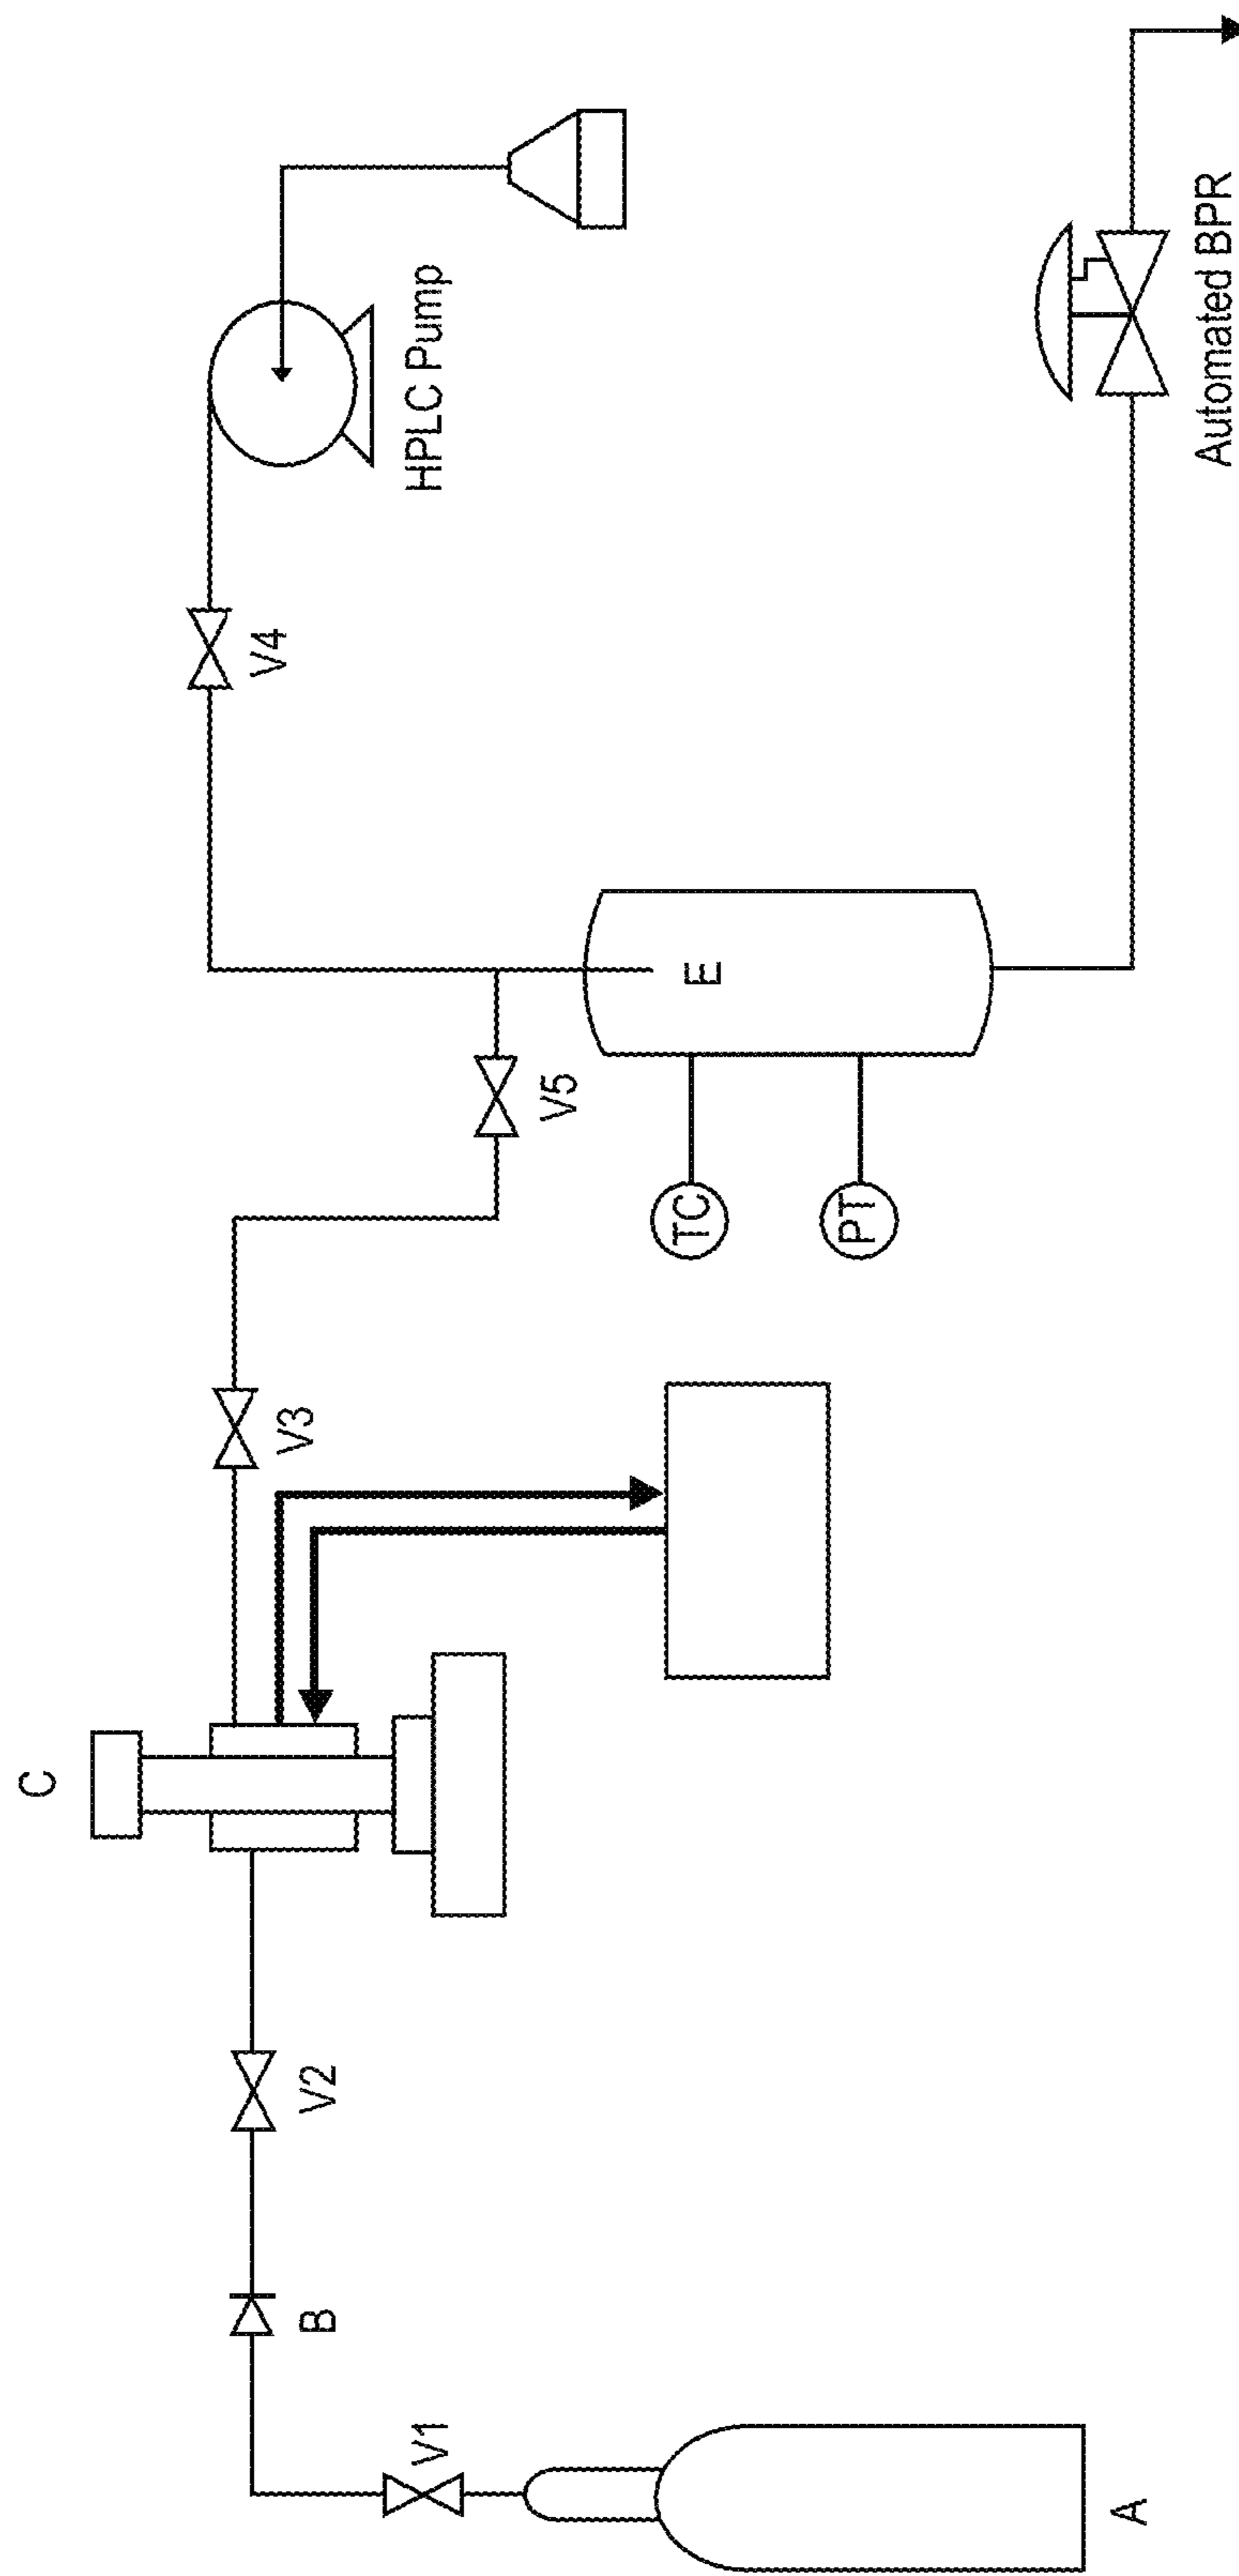 C
HPLC Pump
V4
V3
V2
B
V1
V5
E
TC
PT
Automated BPR
A